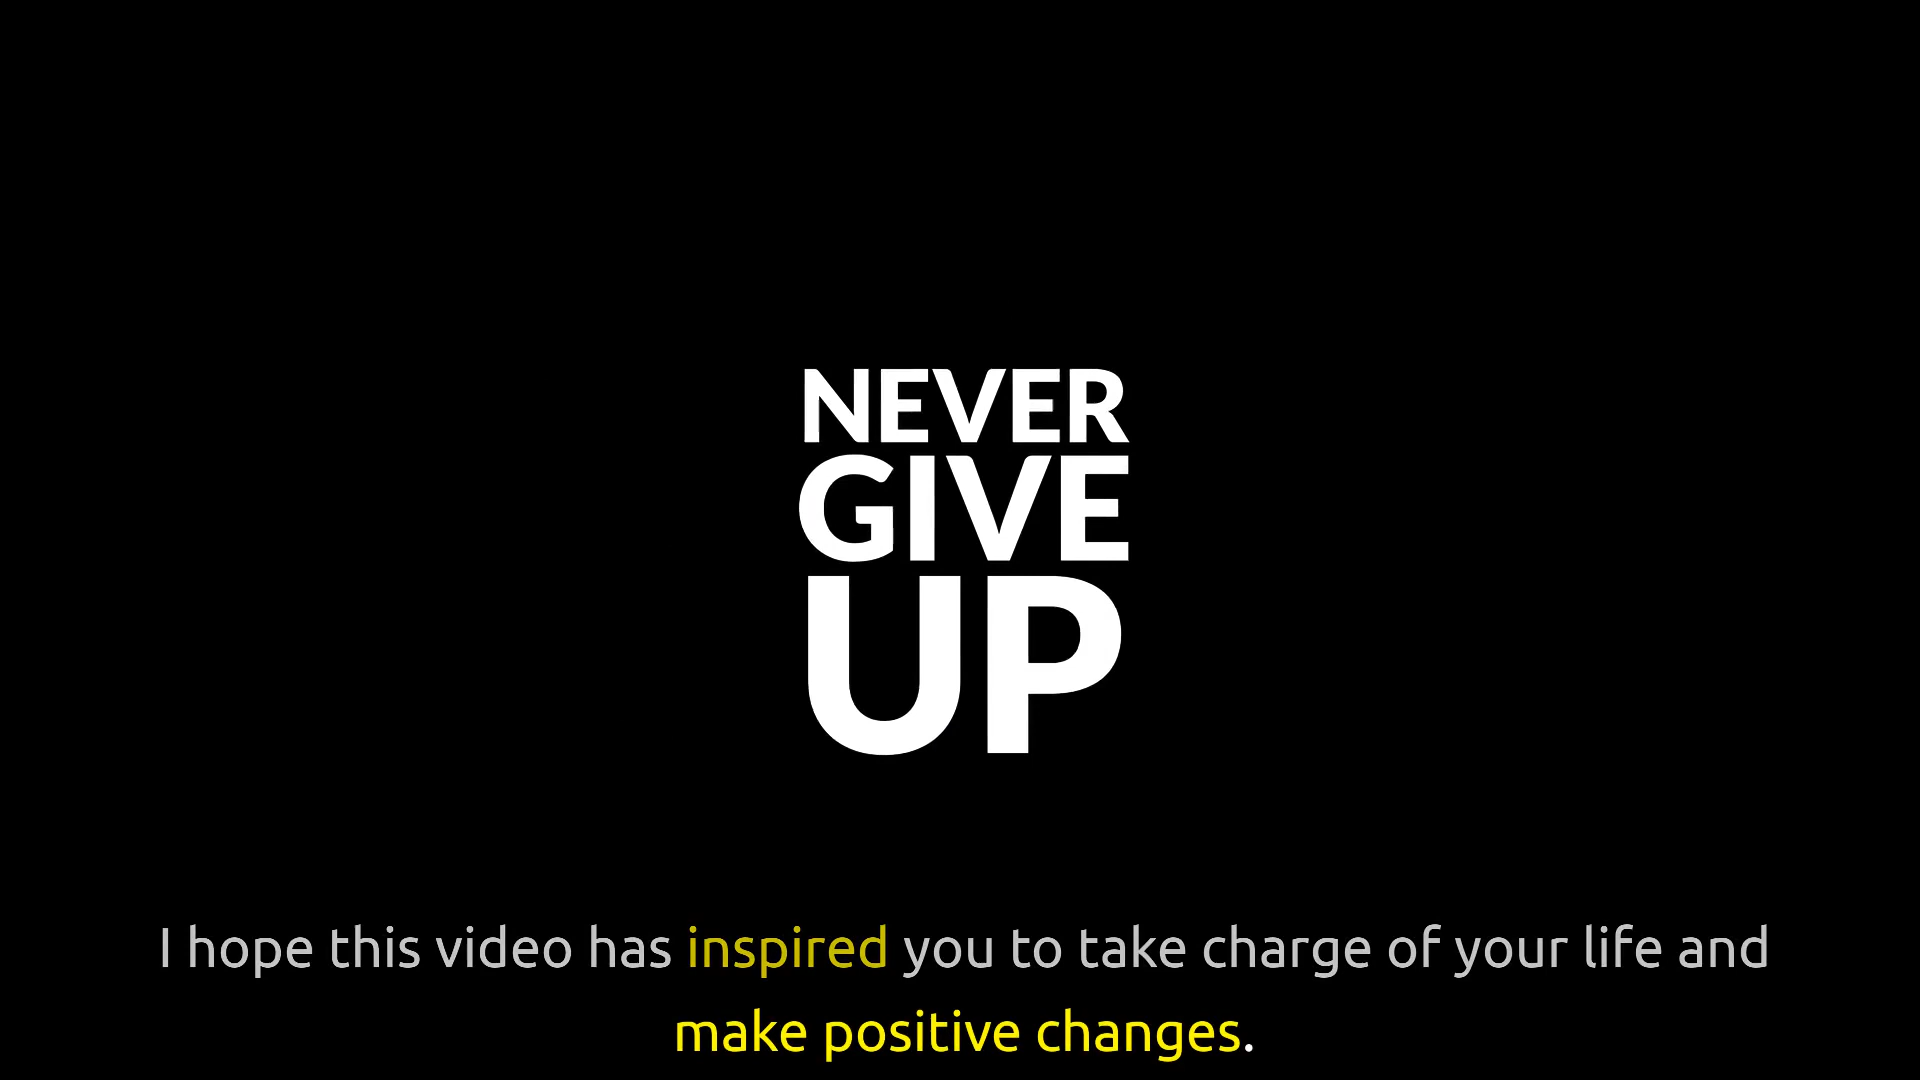 NEVER
GIVE
UP
I hope this video has inspired you to take charge of your life and
make positive changes.